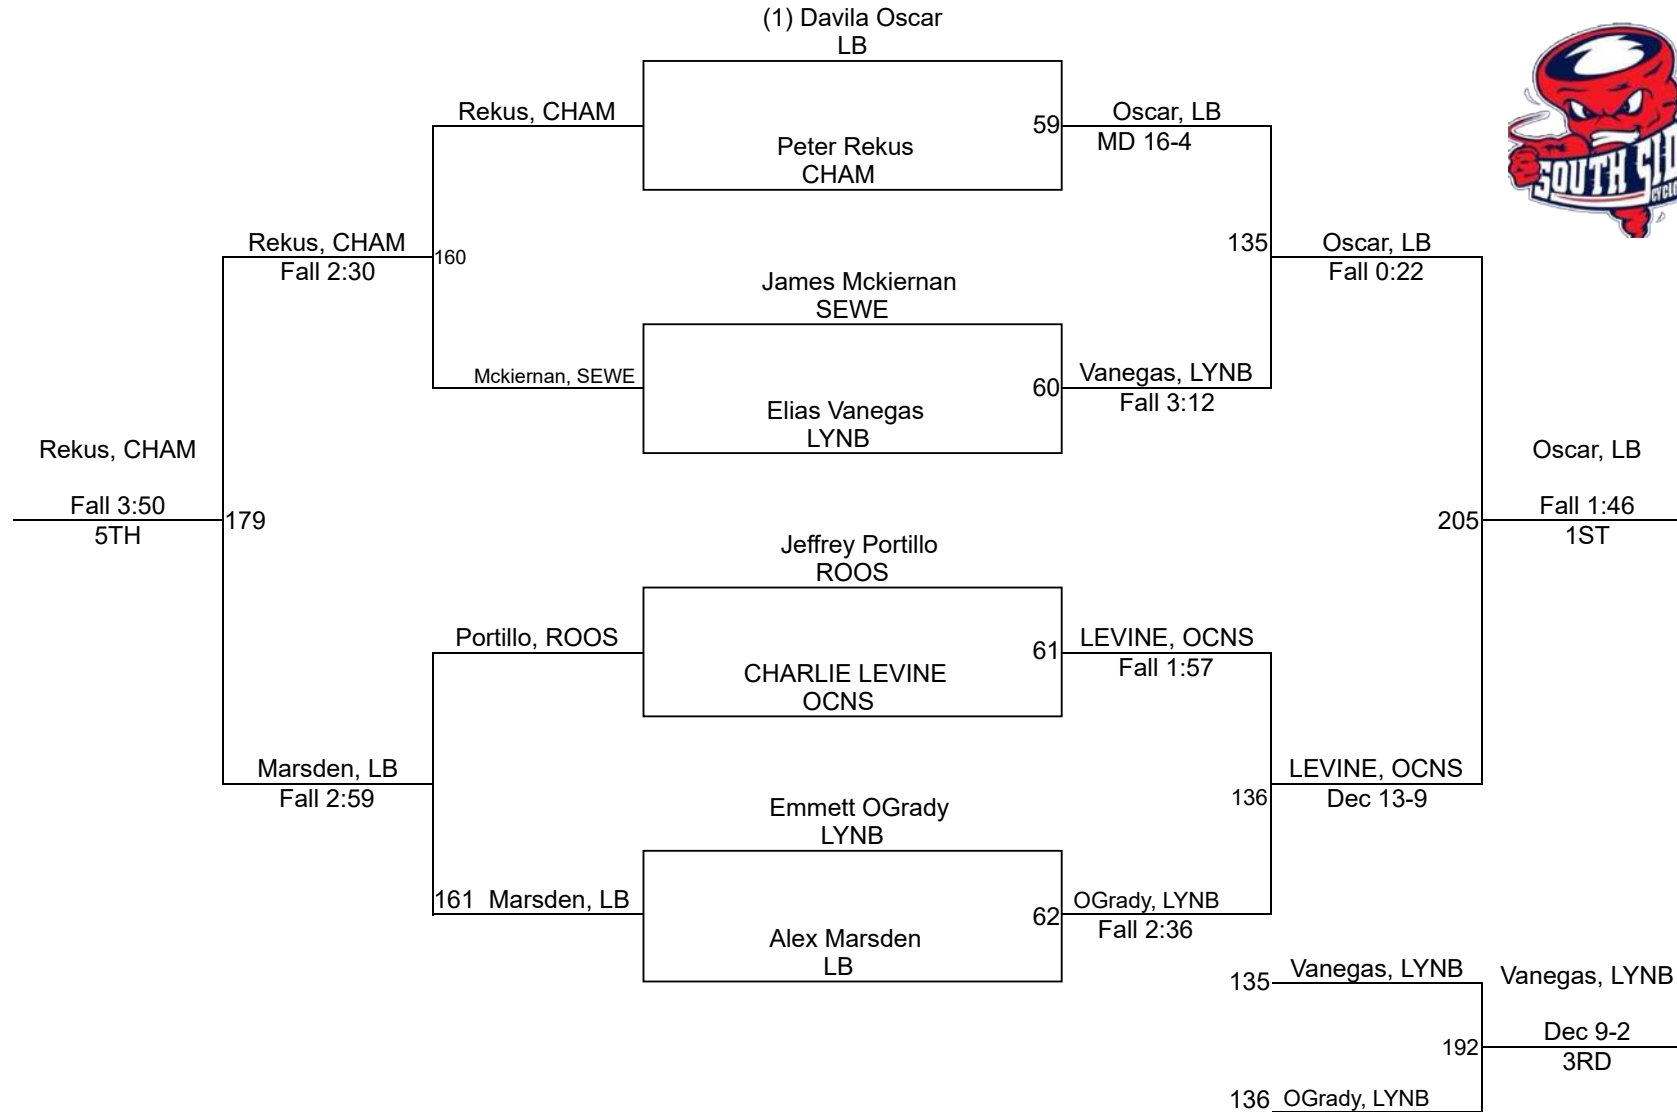 (1) Davila Oscar
LB
Rekus, CHAM
59
Oscar, LB
MD 16-4
Peter Rekus
CHAM
SOUTH SID
Rekus, CHAM
Fall 2:30
160
135
Oscar, LB
Fall 0:22
James Mckiernan
SEWE
Mckiernan, SEWE
60
Vanegas, LYNB
Fall 3:12
Elias Vanegas
LYNB
Rekus, CHAM
Fall 3:50
5TH
179
Oscar, LB
205
Fall 1:46
1ST
Jeffrey Portillo
ROOS
Portillo, ROOS
61
LEVINE, OCNS
Fall 1:57
CHARLIE LEVINE
OCNS
Marsden, LB
Fall 2:59
136
LEVINE, OCNS
Dec 13-9
Emmett OGrady
LYNB
161
Marsden, LB
62
OGrady, LYNB
Fall 2:36
Alex Marsden
LB
135
Vanegas, LYNB
Vanegas, LYNB
192
Dec 9-2
3RD
136
OGrady, LYNB